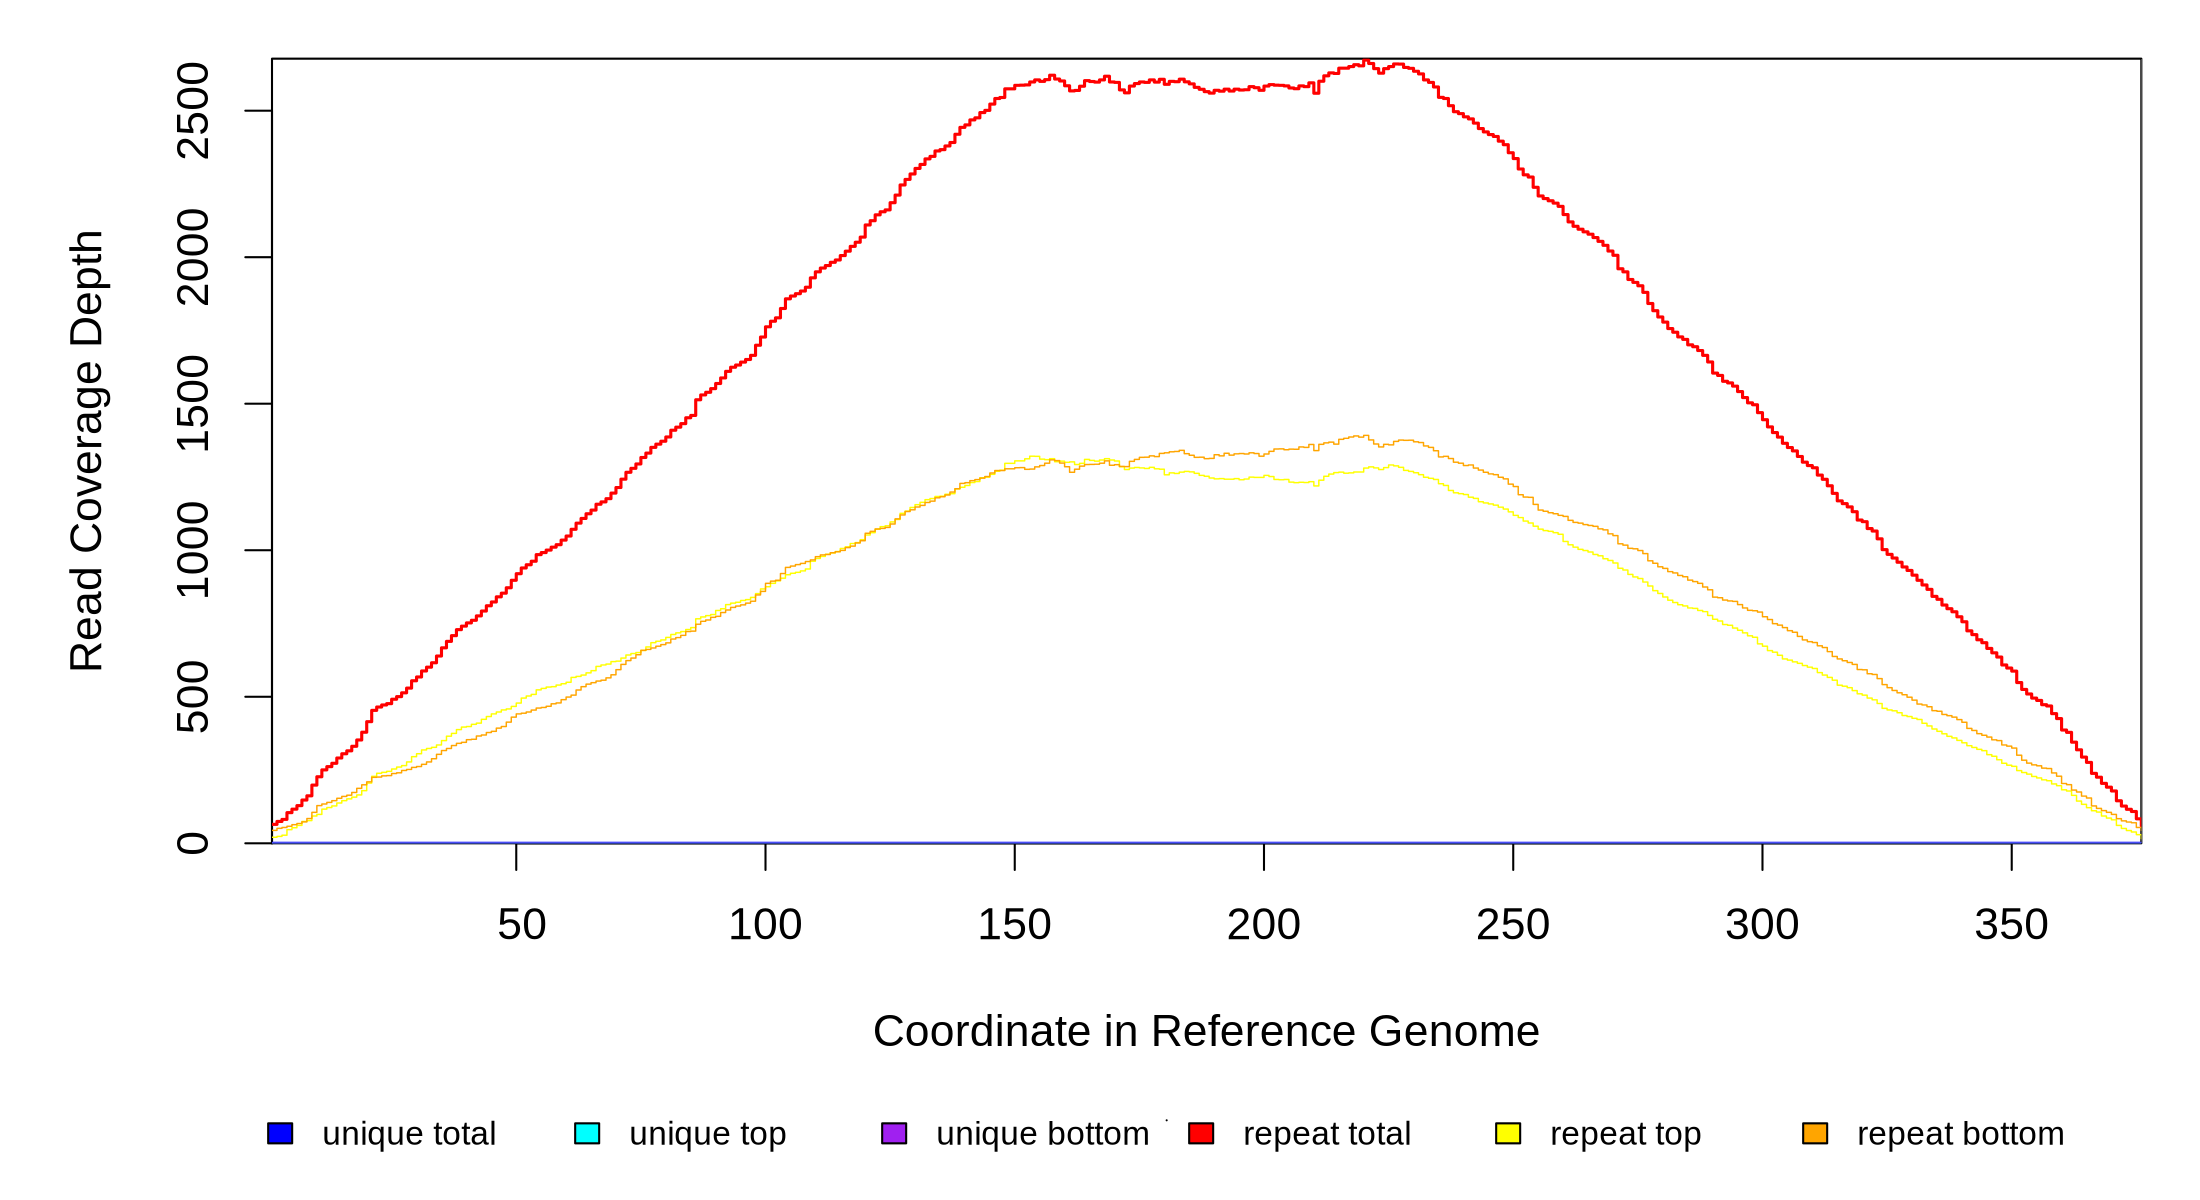 Read Coverage Depth
2500
2000
1500
1000
500
0
50 100 150 200 250 300 350
Coordinate in Reference Genome
unique total unique top unique bottom repeat total repeat top repeat bottom